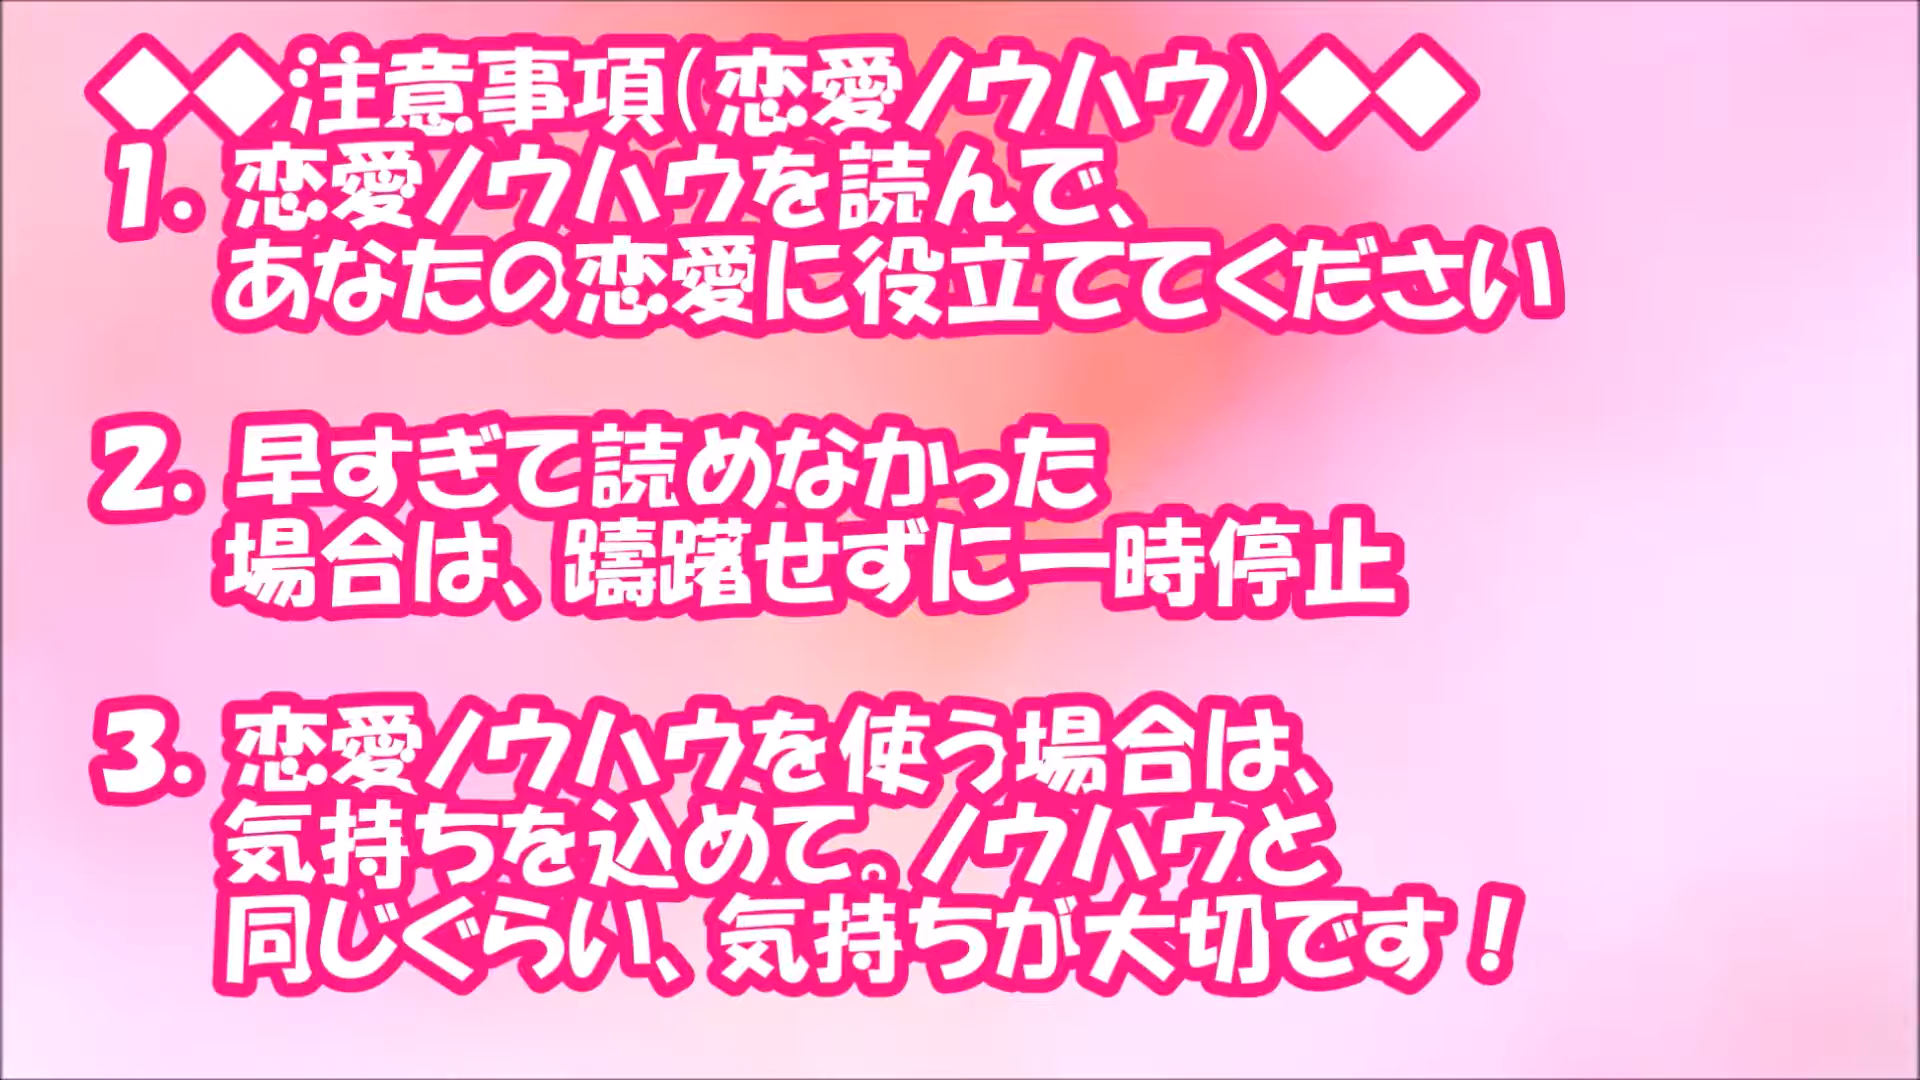 ◆◆注意事項(恋愛ノウハウ)◆◆
1. 恋愛ノウハウを読んで、
あなたの恋愛に役立ててください
2. 早すぎて読めなかった
場合は、躊躇せずに一時停止
3. 恋愛ノウハウを使う場合は、
気持ちを込めて。ノウハウと
同じぐらい、気持ちが大切です！